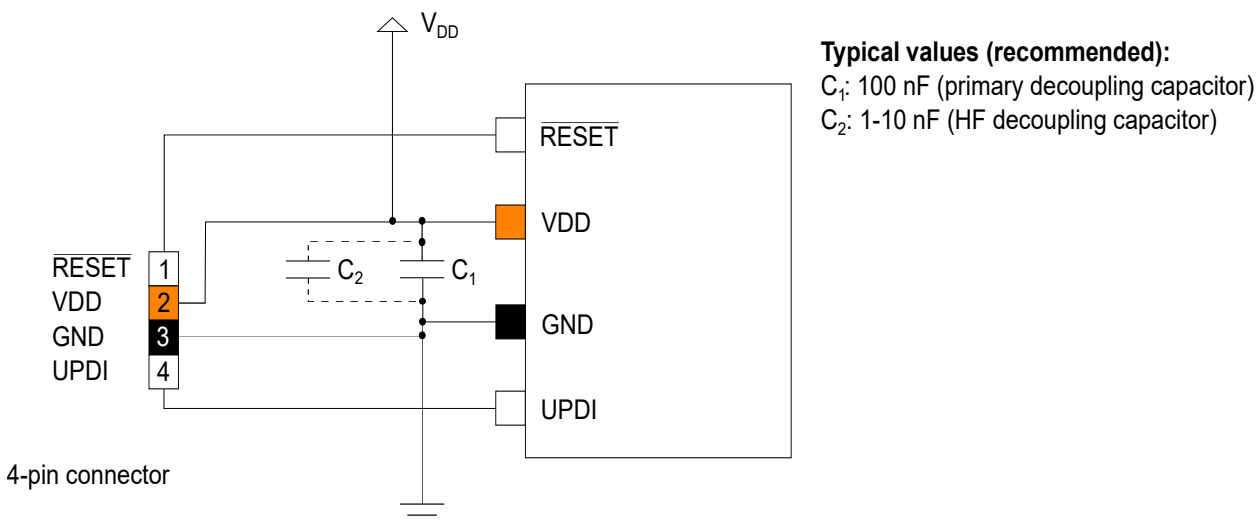 V_DD
Typical values (recommended):
C₁: 100 nF (primary decoupling capacitor)
C₂: 1-10 nF (HF decoupling capacitor)
RESET
VDD
RESET 1
C₂
C₁
VDD 2
GND
GND 3
UPDI 4
UPDI
4-pin connector